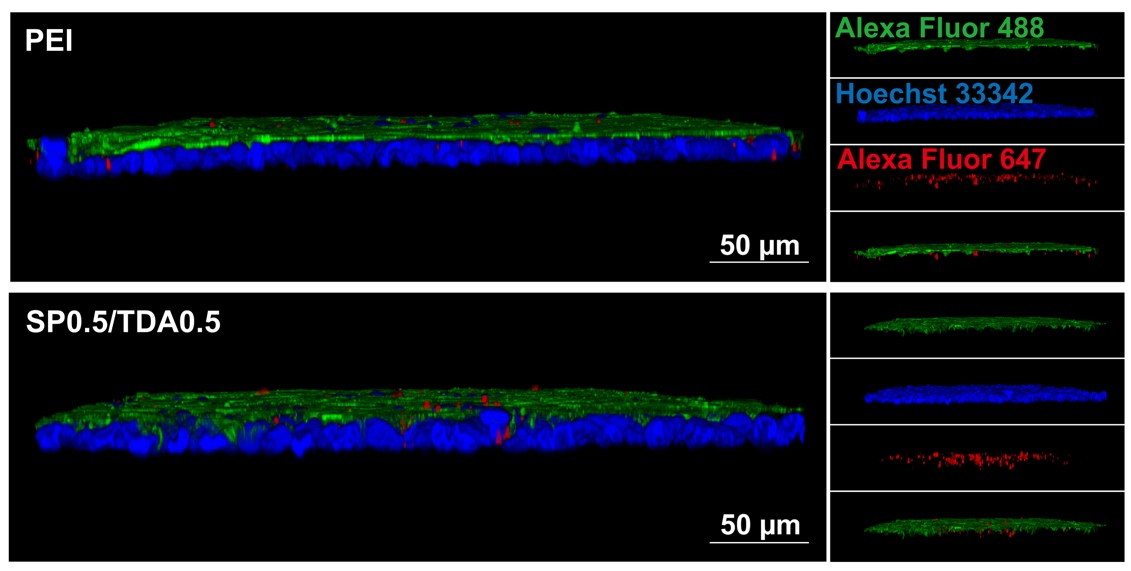 PEI
50 µm
Alexa Fluor 488
Hoechst 33342
Alexa Fluor 647
SP0.5/TDA0.5
50 µm